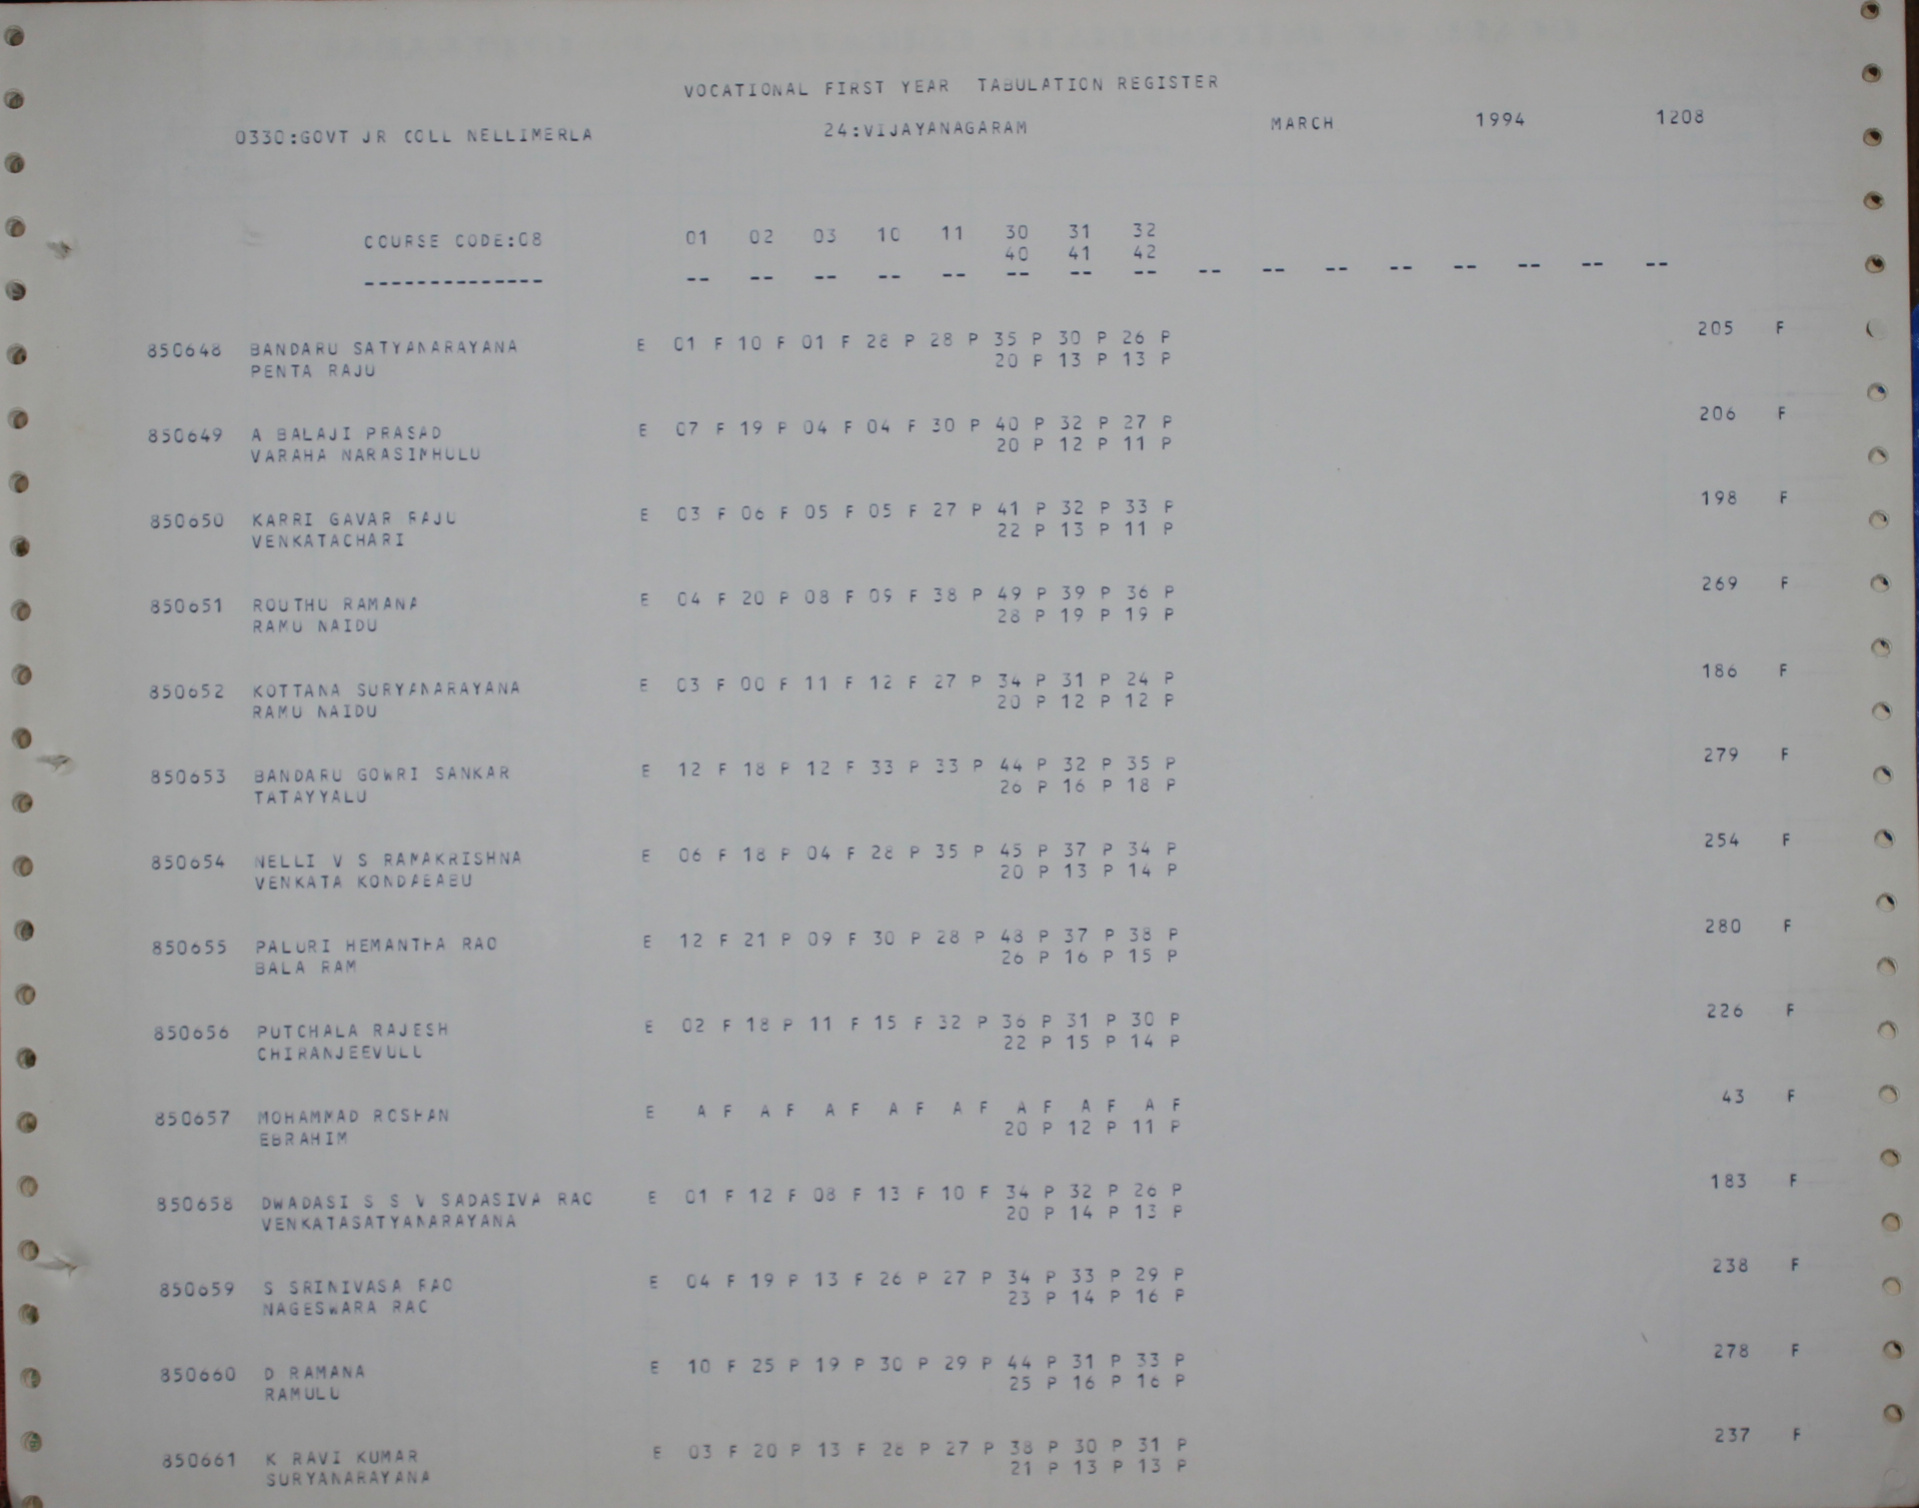 VOCATIONAL FIRST YEAR TABULATION REGISTER
0330:GOVT JR COLL NELLIMERLA 24:VIJAYANAGARAM MARCH 1994 1208
COURSE CODE:08 01 02 03 10 11 30 31 32
40 41 42
-------------- -- -- -- -- -- -- -- -- -- -- -- -- -- -- -- --
850648 BANDARU SATYANARAYANA E 01 F 10 F 01 F 28 P 28 P 35 P 30 P 26 P 205 F
PENTA RAJU 20 P 13 P 13 P
850649 A BALAJI PRASAD E 07 F 19 P 04 F 04 F 30 P 40 P 32 P 27 P 206 F
VARAHA NARASIMHULU 20 P 12 P 11 P
850650 KARRI GAVAR RAJU E 03 F 06 F 05 F 05 F 27 P 41 P 32 P 33 P 198 F
VENKATACHARI 22 P 13 P 11 P
850651 ROUTHU RAMANA E 04 F 20 P 08 F 09 F 38 P 49 P 39 P 36 P 269 F
RAMU NAIDU 28 P 19 P 19 P
850652 KOTTANA SURYANARAYANA E 03 F 00 F 11 F 12 F 27 P 34 P 31 P 24 P 186 F
RAMU NAIDU 20 P 12 P 12 P
850653 BANDARU GOWRI SANKAR E 12 F 18 P 12 F 33 P 33 P 44 P 32 P 35 P 279 F
TATAYYALU 26 P 16 P 18 P
850654 NELLI V S RAMAKRISHNA E 06 F 18 P 04 F 28 P 35 P 45 P 37 P 34 P 254 F
VENKATA KONDABABU 20 P 13 P 14 P
850655 PALURI HEMANTHA RAO E 12 F 21 P 09 F 30 P 28 P 48 P 37 P 38 P 280 F
BALA RAM 26 P 16 P 15 P
850656 PUTCHALA RAJESH E 02 F 18 P 11 F 15 F 32 P 36 P 31 P 30 P 226 F
CHIRANJEEVULU 22 P 15 P 14 P
850657 MOHAMMAD ROSHAN E A F A F A F A F A F A F A F A F 43 F
EBRAHIM 20 P 12 P 11 P
850658 DWADASI S S V SADASIVA RAO E 01 F 12 F 08 F 13 F 10 F 34 P 32 P 26 P 183 F
VENKATASATYANARAYANA 20 P 14 P 13 P
850659 S SRINIVASA RAO E 04 F 19 P 13 F 26 P 27 P 34 P 33 P 29 P 238 F
NAGESWARA RAO 23 P 14 P 16 P
850660 D RAMANA E 10 F 25 P 19 P 30 P 29 P 44 P 31 P 33 P 278 F
RAMULU 25 P 16 P 16 P
850661 K RAVI KUMAR E 03 F 20 P 13 F 28 P 27 P 38 P 30 P 31 P 237 F
SURYANARAYANA 21 P 13 P 13 P